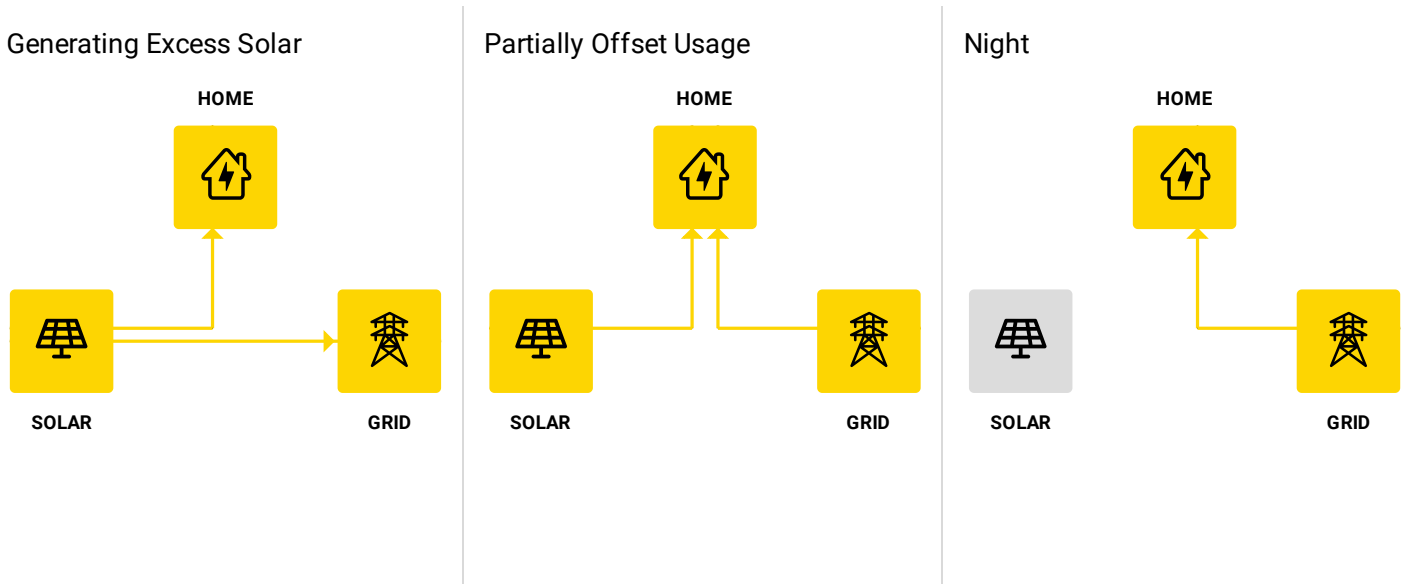 Generating Excess Solar
HOME
SOLAR
GRID
Partially Offset Usage
HOME
SOLAR
GRID
Night
HOME
SOLAR
GRID